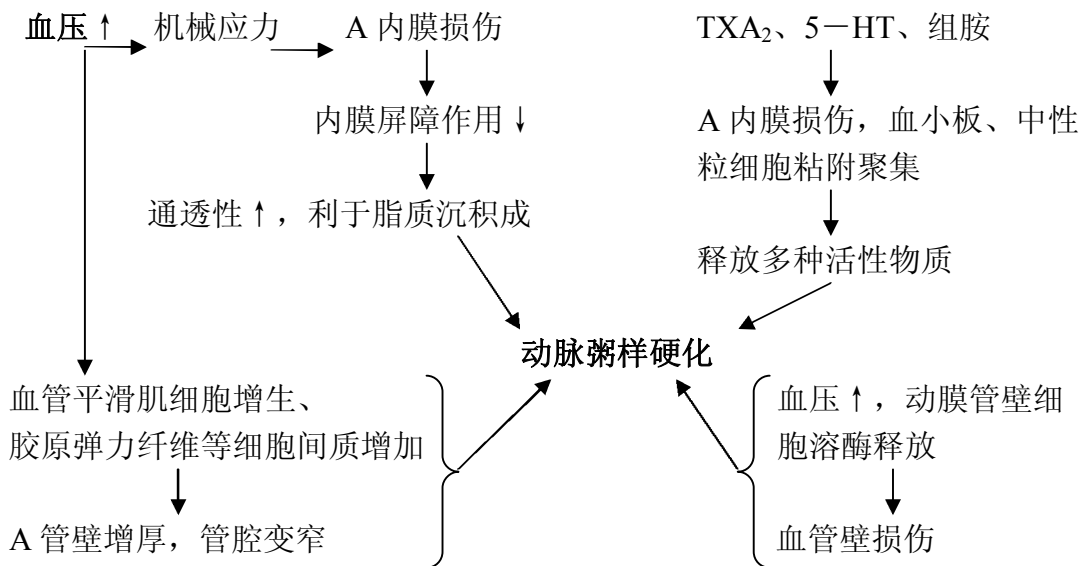 血压↑ 机械应力 A 内膜损伤
TXA₂、5－HT、组胺
内膜屏障作用↓
A 内膜损伤，血小板、中性
粒细胞粘附聚集
通透性↑，利于脂质沉积成
释放多种活性物质
动脉粥样硬化
血管平滑肌细胞增生、
胶原弹力纤维等细胞间质增加
A 管壁增厚，管腔变窄
血压↑，动膜管壁细
胞溶酶释放
血管壁损伤